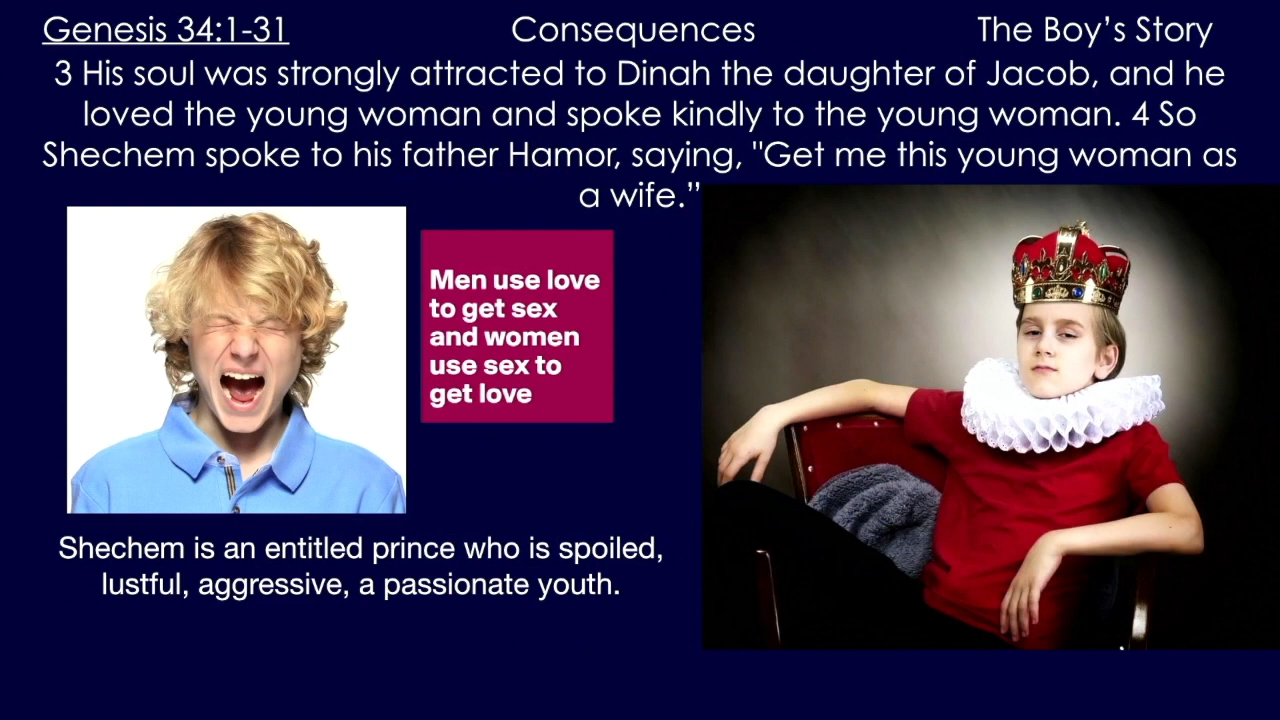 Genesis 34:1-31 Consequences The Boy’s Story
3 His soul was strongly attracted to Dinah the daughter of Jacob, and he
loved the young woman and spoke kindly to the young woman. 4 So
Shechem spoke to his father Hamor, saying, "Get me this young woman as
a wife.”
Men use love
to get sex
and women
use sex to
get love
Shechem is an entitled prince who is spoiled,
lustful, aggressive, a passionate youth.